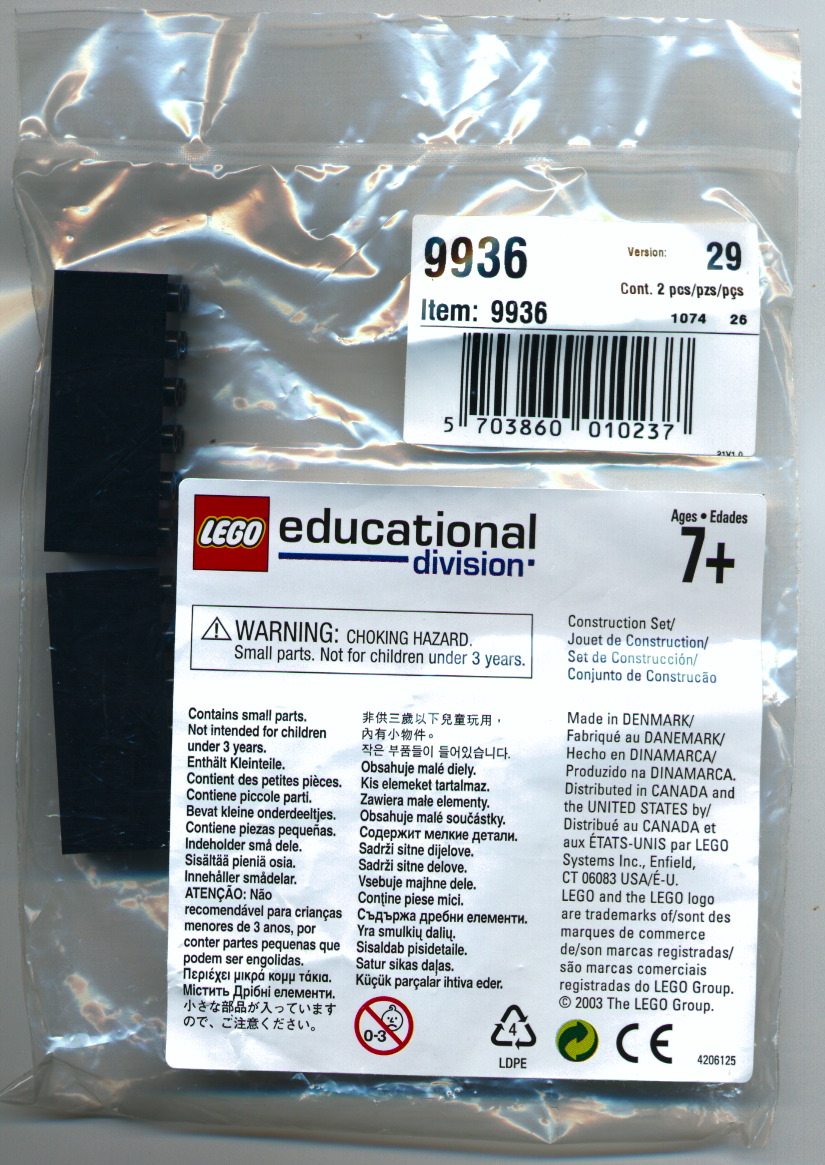 9936
Version: 29
Cont. 2 pcs/pzs/pçs
Item: 9936
1074 26
5 703860 010237
21V1.0
LEGO educational
division
Ages • Edades
7+
WARNING: CHOKING HAZARD.
Small parts. Not for children under 3 years.
Construction Set/
Jouet de Construction/
Set de Construcción/
Conjunto de Construcão
Contains small parts.
Not intended for children
under 3 years.
Enthält Kleinteile.
Contient des petites pièces.
Contiene piccole parti.
Bevat kleine onderdeeltjes.
Contiene piezas pequeñas.
Indeholder små dele.
Sisältää pieniä osia.
Innehåller smådelar.
ATENÇÃO: Não
recomendável para crianças
menores de 3 anos, por
conter partes pequenas que
podem ser engolidas.
Περιέχει μικρά κομμ τάκια.
Мiстить Дрiбнi елементи.
小さな部品が入っています
ので、ご注意ください。
非供三歲以下兒童玩用，
內有小物件。
작은 부품들이 들어있습니다.
Obsahuje malé diely.
Kis elemeket tartalmaz.
Zawiera małe elementy.
Obsahuje malé součástky.
Содержит мелкие детали.
Sadrži sitne dijelove.
Sadrži sitne delove.
Vsebuje majhne dele.
Conţine piese mici.
Съдържа дребни елементи.
Yra smulkių dalių.
Sisaldab pisidetaile.
Satur sīkas daļas.
Küçük parçalar ihtiva eder.
Made in DENMARK/
Fabriqué au DANEMARK/
Hecho en DINAMARCA/
Produzido na DINAMARCA.
Distributed in CANADA and
the UNITED STATES by/
Distribué au CANADA et
aux ÉTATS-UNIS par LEGO
Systems Inc., Enfield,
CT 06083 USA/É-U.
LEGO and the LEGO logo
are trademarks of/sont des
marques de commerce
de/son marcas registradas/
são marcas comerciais
registradas do LEGO Group.
© 2003 The LEGO Group.
0-3
4
LDPE
CE
4206125